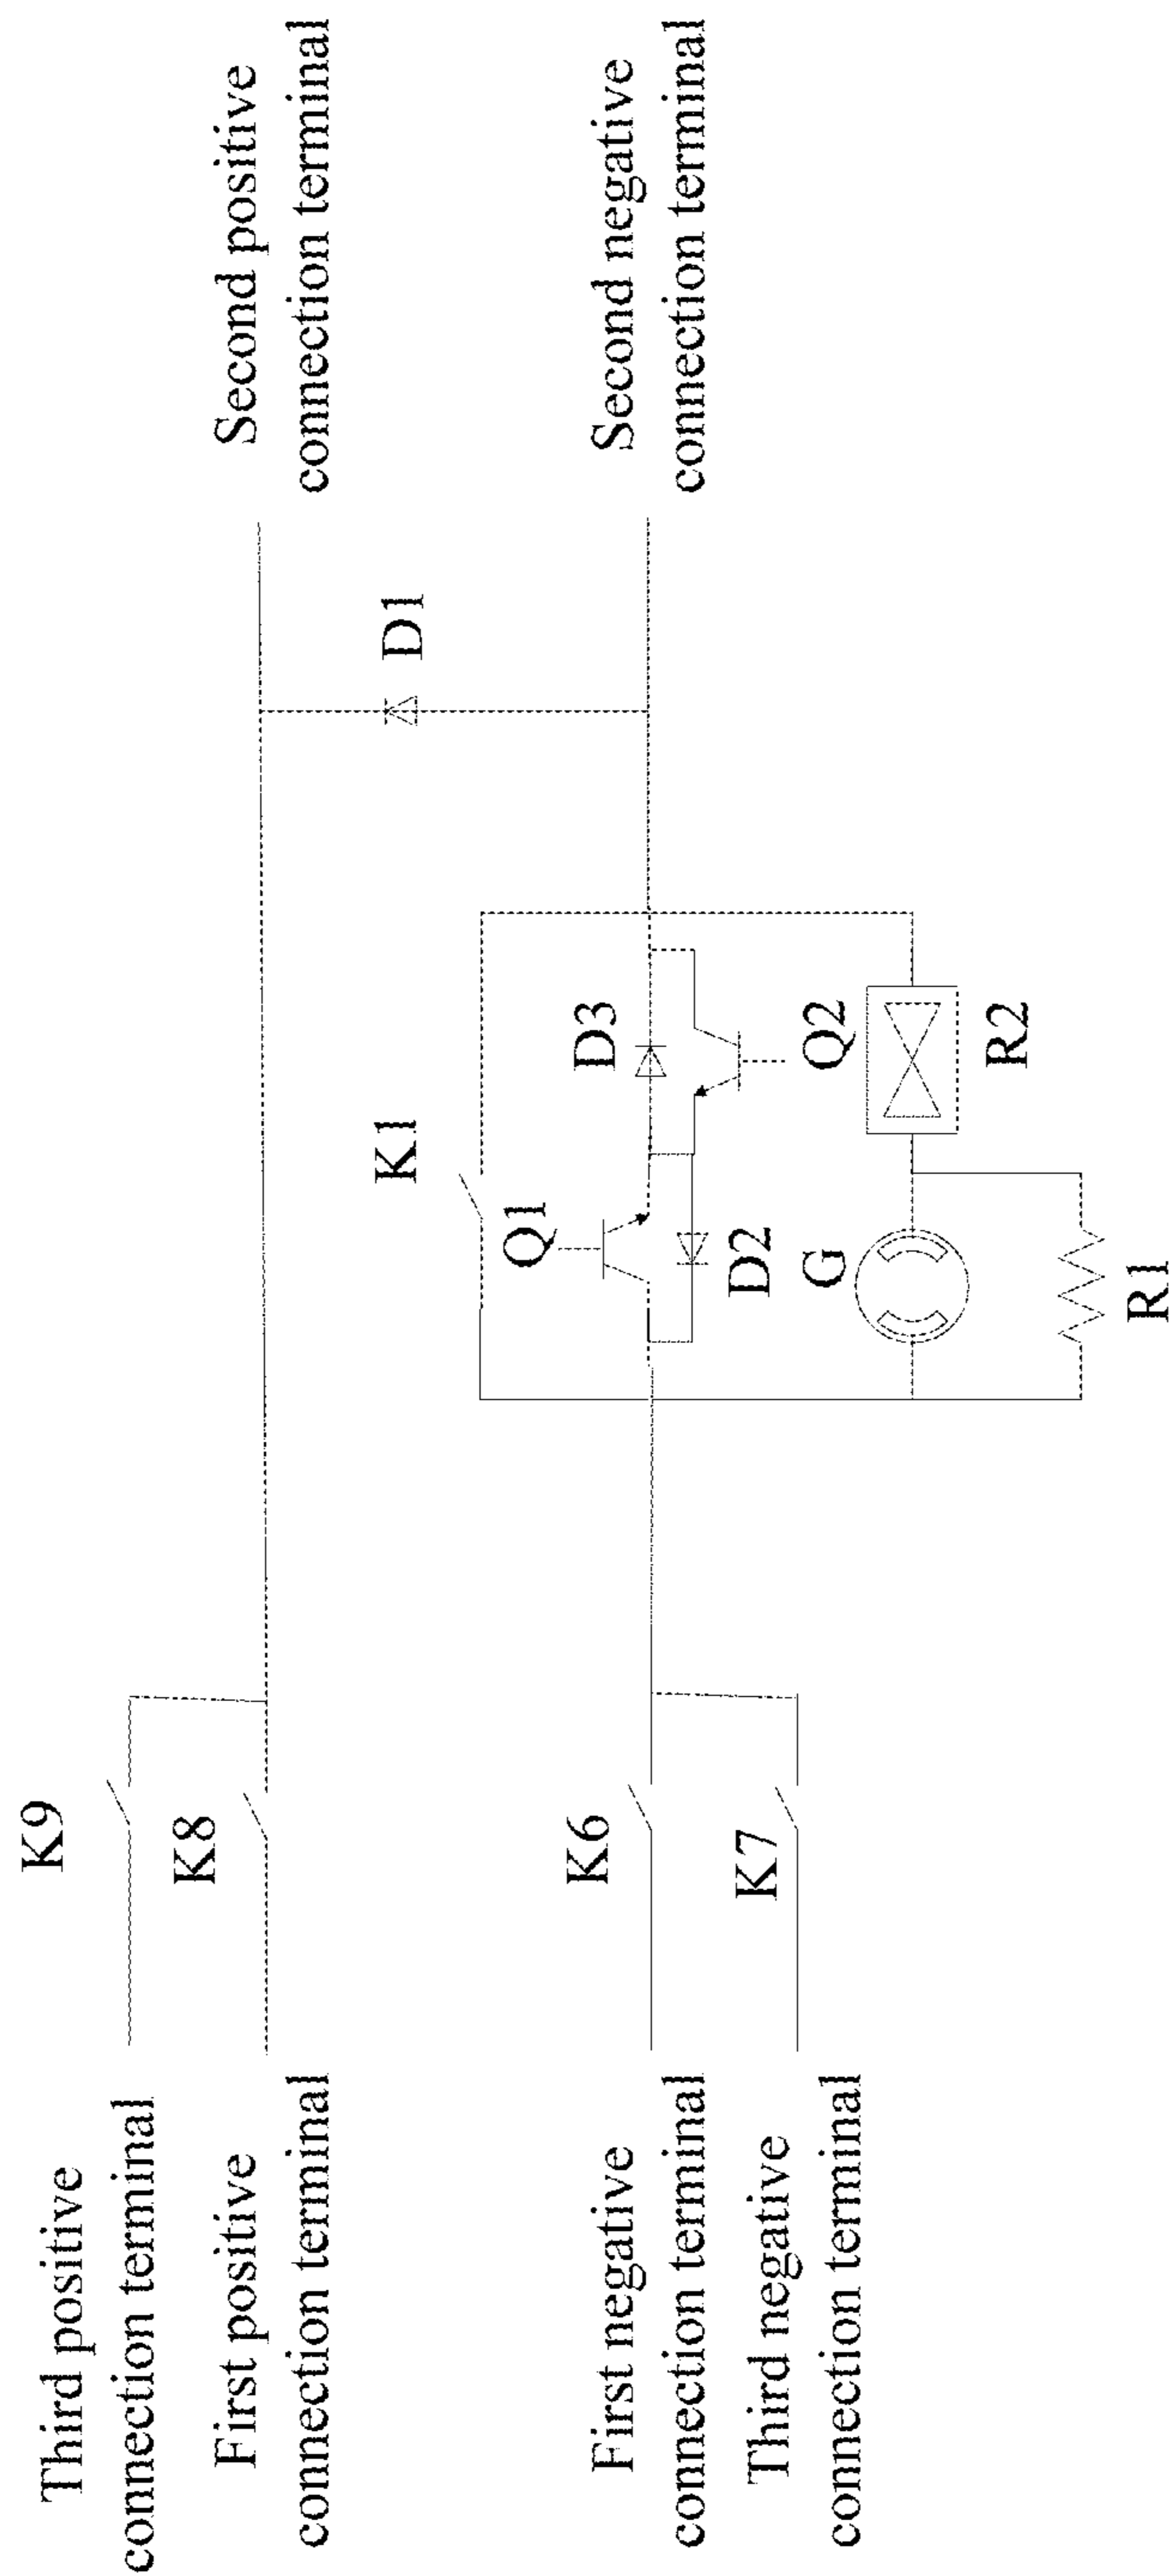 Third positive
connection terminal
K9
First positive
connection terminal
K8
Second positive
connection terminal
D1
K1
First negative
connection terminal
K6
Q1
D3
Second negative
connection terminal
Third negative
connection terminal
K7
D2
Q2
G
R2
R1